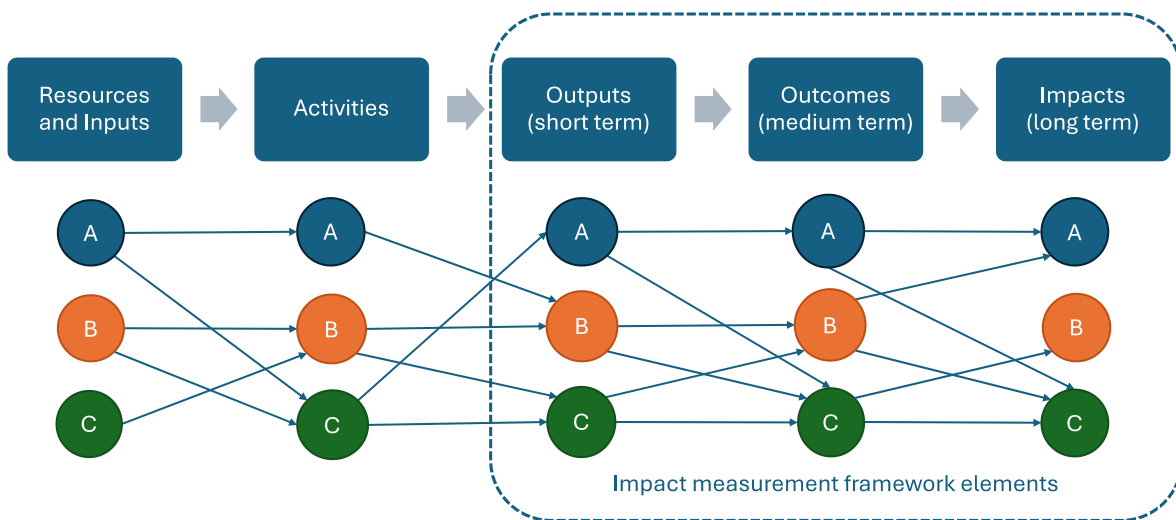 Resources
and Inputs
Activities
Outputs
(short term)
Outcomes
(medium term)
Impacts
(long term)
A
A
A
A
A
B
B
B
B
B
C
C
C
C
C
Impact measurement framework elements